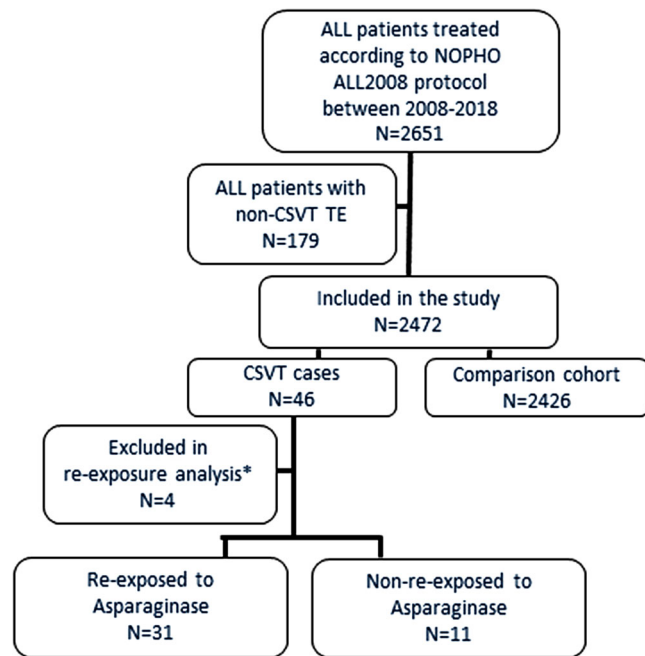 ALL patients treated
according to NOPHO
ALL2008 protocol
between 2008-2018
N=2651
ALL patients with
non-CSVT TE
N=179
Included in the study
N=2472
CSVT cases
N=46
Comparison cohort
N=2426
Excluded in
re-exposure analysis*
N=4
Re-exposed to
Asparaginase
N=31
Non-re-exposed to
Asparaginase
N=11